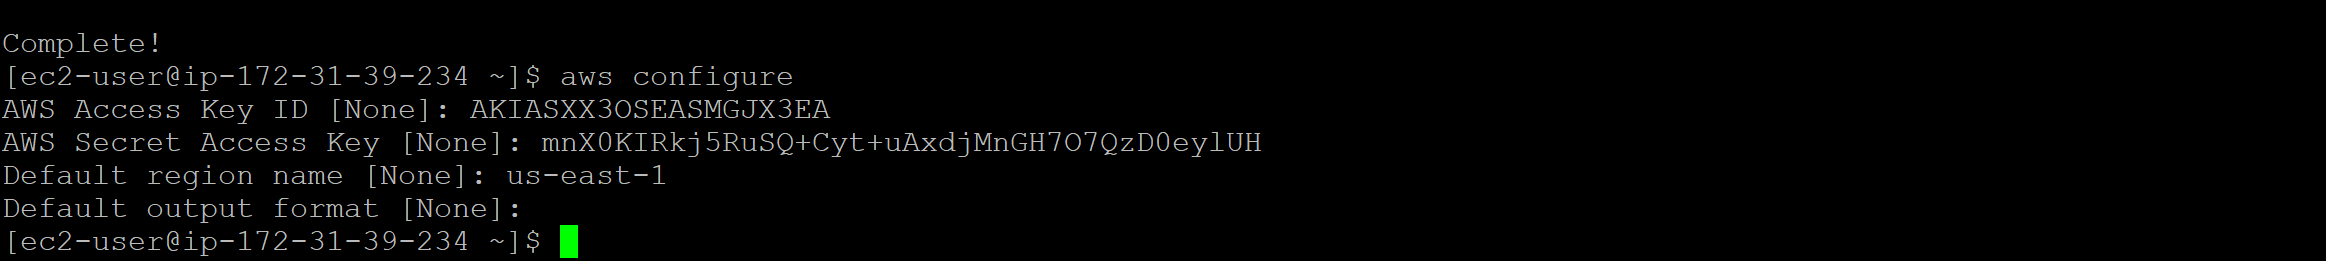 Complete!
[ec2-user@ip-172-31-39-234 ~]$ aws configure
AWS Access Key ID [None]: AKIASXX3OSEASMGJX3EA
AWS Secret Access Key [None]: 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
Default region name [None]: us-east-1
Default output format [None]:
[ec2-user@ip-172-31-39-234 ~]$